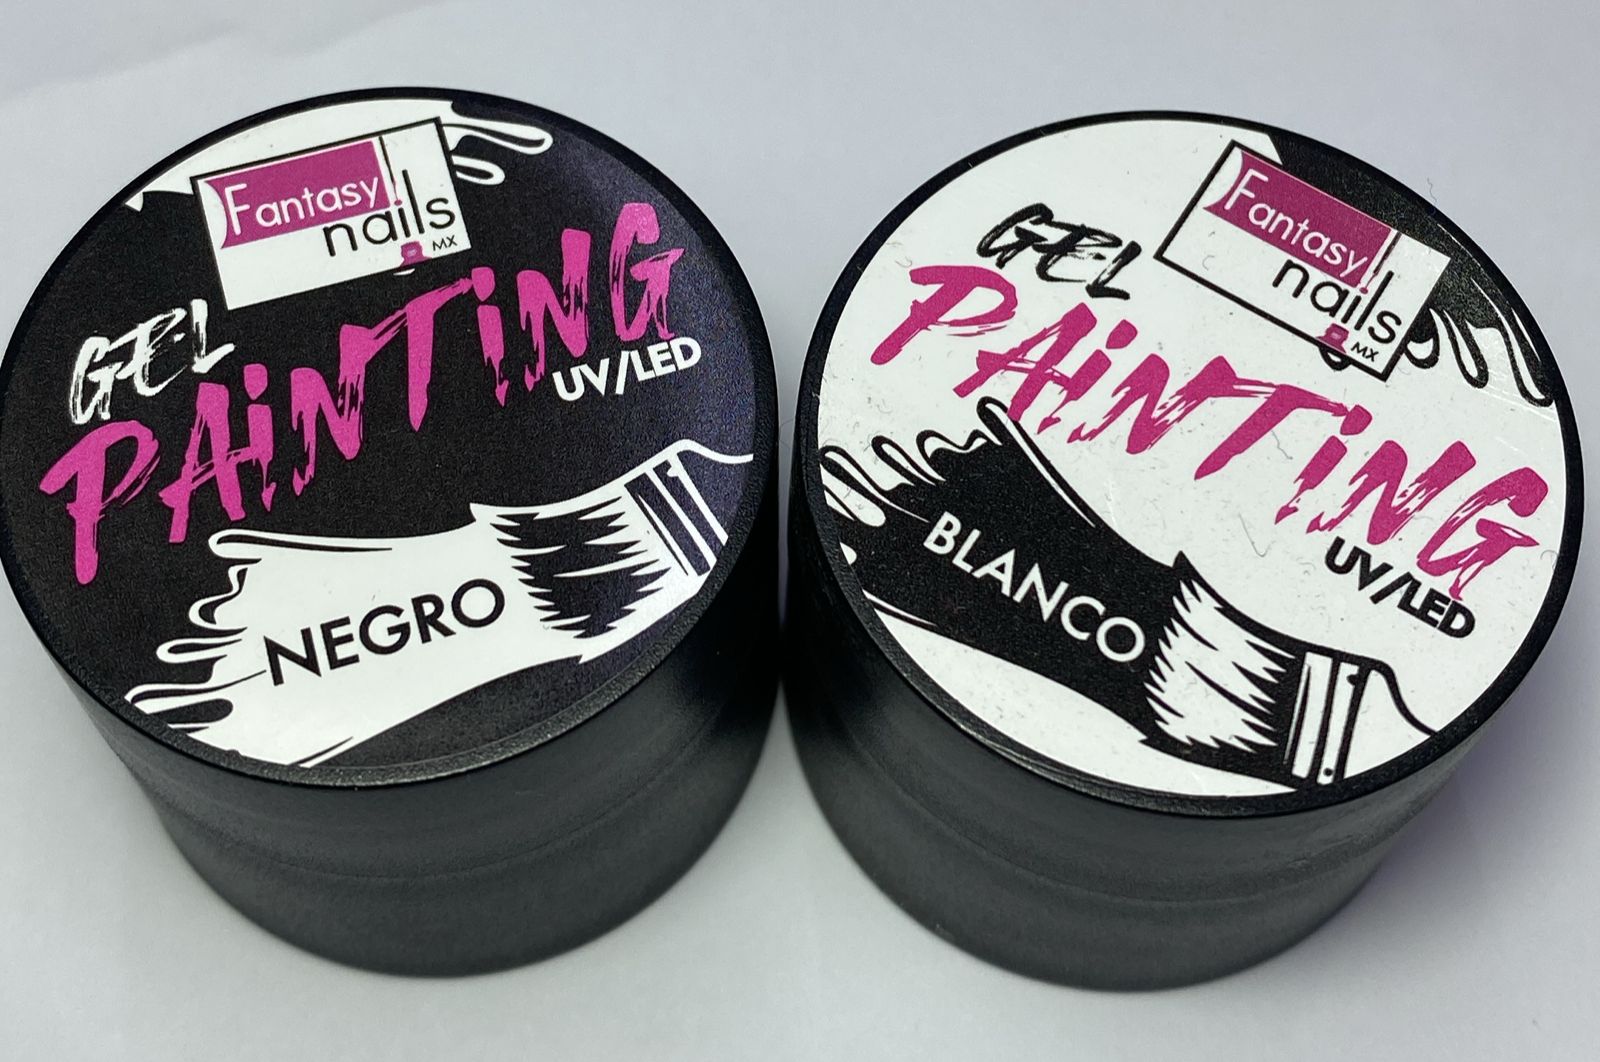 Fantasy
nails
MX
GEL
PAiNTiNG
UV/LED
NEGRO
Fantasy
nails
MX
GEL
PAiNTiNG
UV/LED
BLANCO